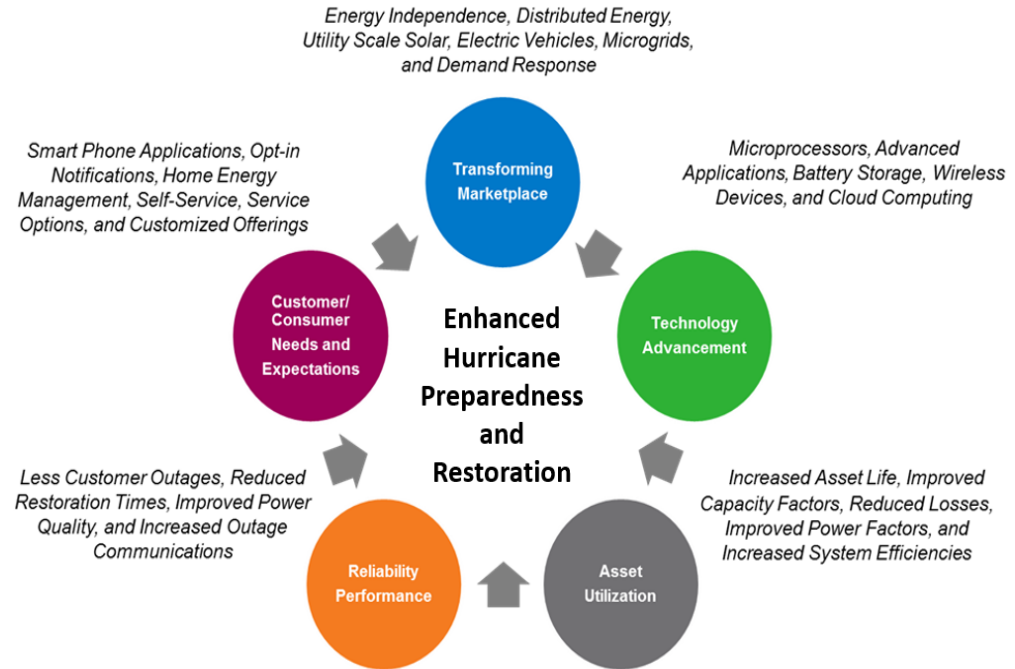 Energy Independence, Distributed Energy,
Utility Scale Solar, Electric Vehicles, Microgrids,
and Demand Response
Transforming
Marketplace
Smart Phone Applications, Opt-in
Notifications, Home Energy
Management, Self-Service, Service
Options, and Customized Offerings
Microprocessors, Advanced
Applications, Battery Storage, Wireless
Devices, and Cloud Computing
Customer/
Consumer
Needs and
Expectations
Enhanced
Hurricane
Preparedness
and
Restoration
Technology
Advancement
Less Customer Outages, Reduced
Restoration Times, Improved Power
Quality, and Increased Outage
Communications
Increased Asset Life, Improved
Capacity Factors, Reduced Losses,
Improved Power Factors, and
Increased System Efficiencies
Reliability
Performance
Asset
Utilization